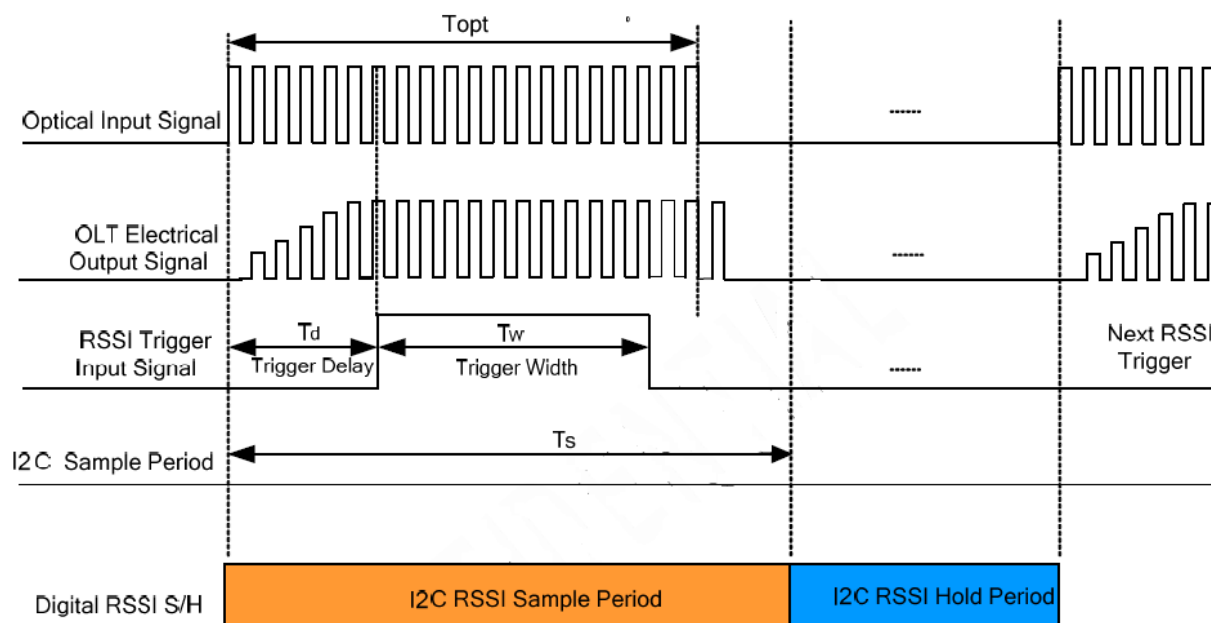 Topt
Optical Input Signal
......
OLT Electrical
Output Signal
......
RSSI Trigger
Input Signal
Td
Trigger Delay
Tw
Trigger Width
......
Next RSSI
Trigger
Ts
I2C Sample Period
Digital RSSI S/H
I2C RSSI Sample Period
I2C RSSI Hold Period